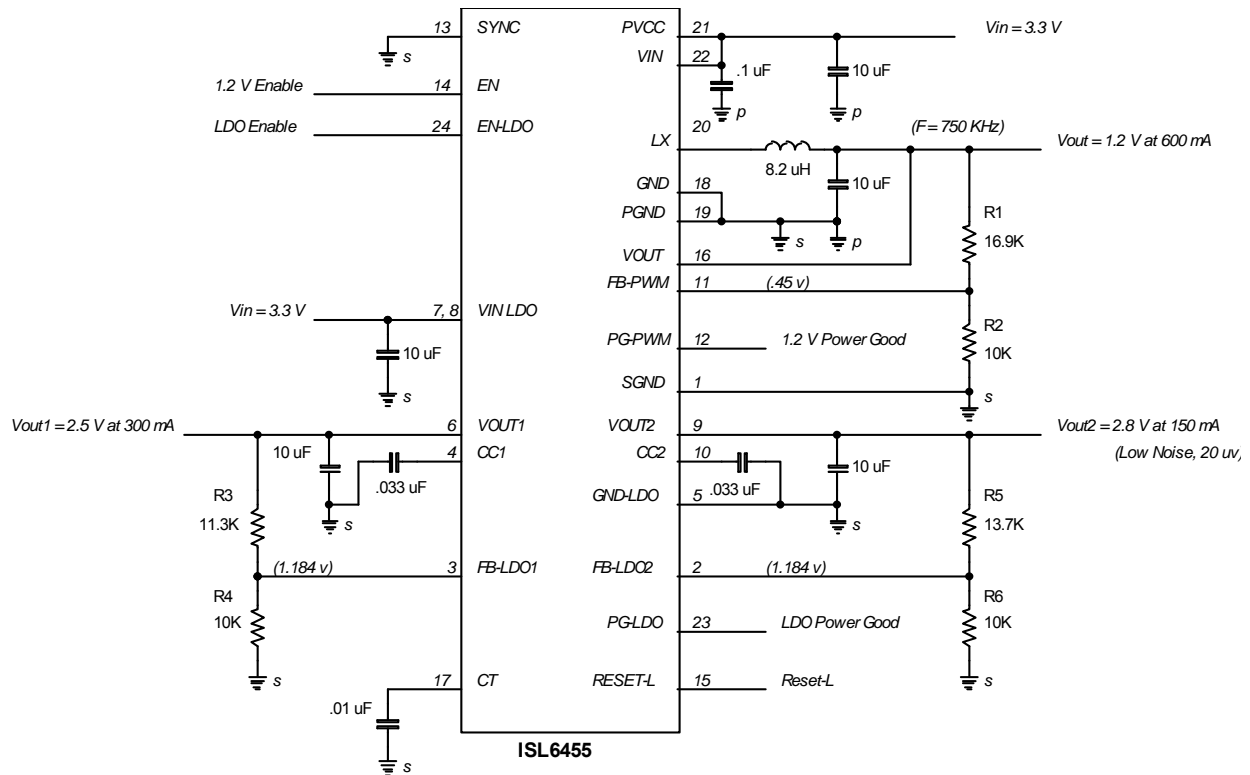 13 SYNC PVCC 21 Vin = 3.3 V
s
VIN 22
.1 uF 10 uF
1.2 V Enable 14 EN
p p
LDO Enable 24 EN-LDO
20 (F = 750 KHz)
LX Vout = 1.2 V at 600 mA
8.2 uH
GND 18 10 uF
PGND 19 R1
s p 16.9K
VOUT 16
FB-PWM 11 (.45 v)
Vin = 3.3 V 7, 8 VIN LDO
R2
10 uF PG-PWM 12 1.2 V Power Good 10K
s SGND 1
s
Vout1 = 2.5 V at 300 mA 6 VOUT1 VOUT2 9 Vout2 = 2.8 V at 150 mA
10 uF 4 CC1 CC2 10 (Low Noise, 20 uv)
10 uF
.033 uF GND-LDO .033 uF
5
R3 s s R5
11.3K 13.7K
(1.184 v) 3 FB-LDO1 FB-LDO2 2 (1.184 v)
R4 R6
10K PG-LDO 23 LDO Power Good 10K
s 17 CT RESET-L 15 Reset-L s
.01 uF
ISL6455
s